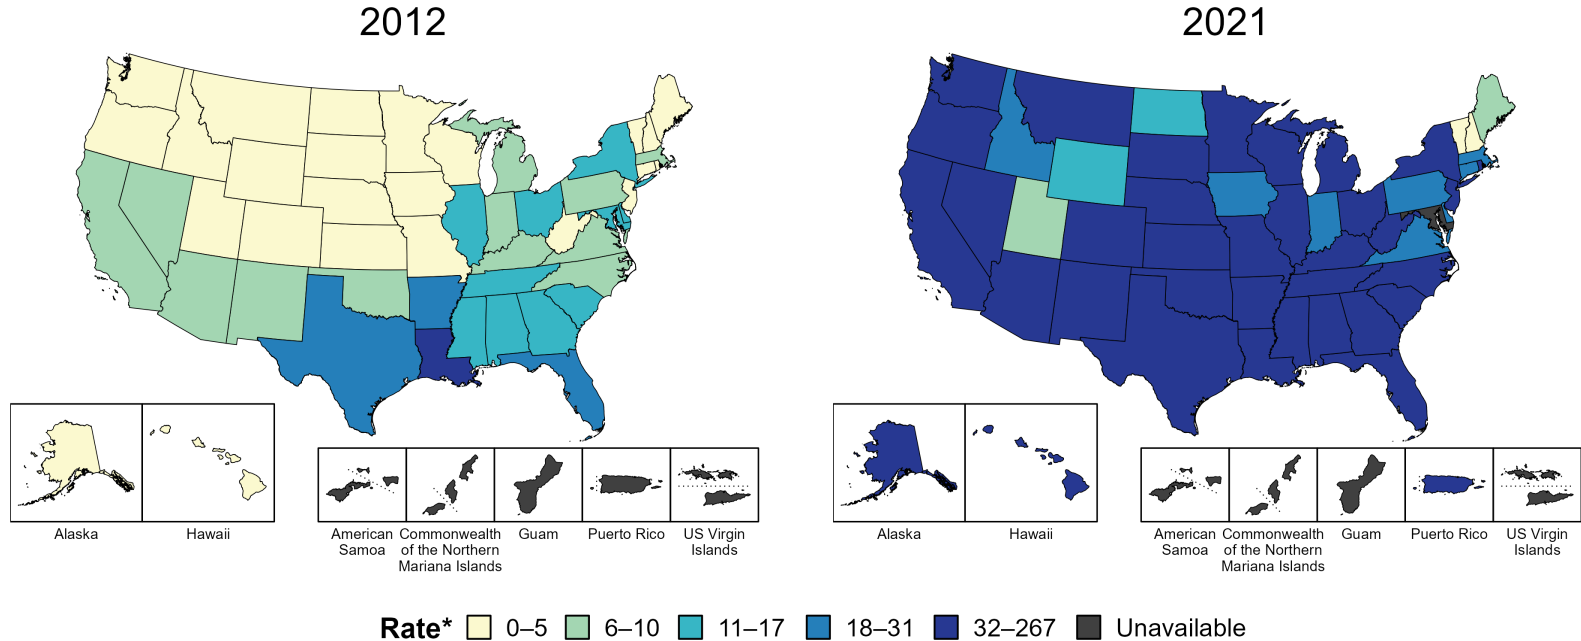 2012
2021
Alaska
Hawaii
American
Samoa
Commonwealth
of the Northern
Mariana Islands
Guam
Puerto Rico
US Virgin
Islands
Alaska
Hawaii
American
Samoa
Commonwealth
of the Northern
Mariana Islands
Guam
Puerto Rico
US Virgin
Islands
Rate* 0–5 6–10 11–17 18–31 32–267 Unavailable